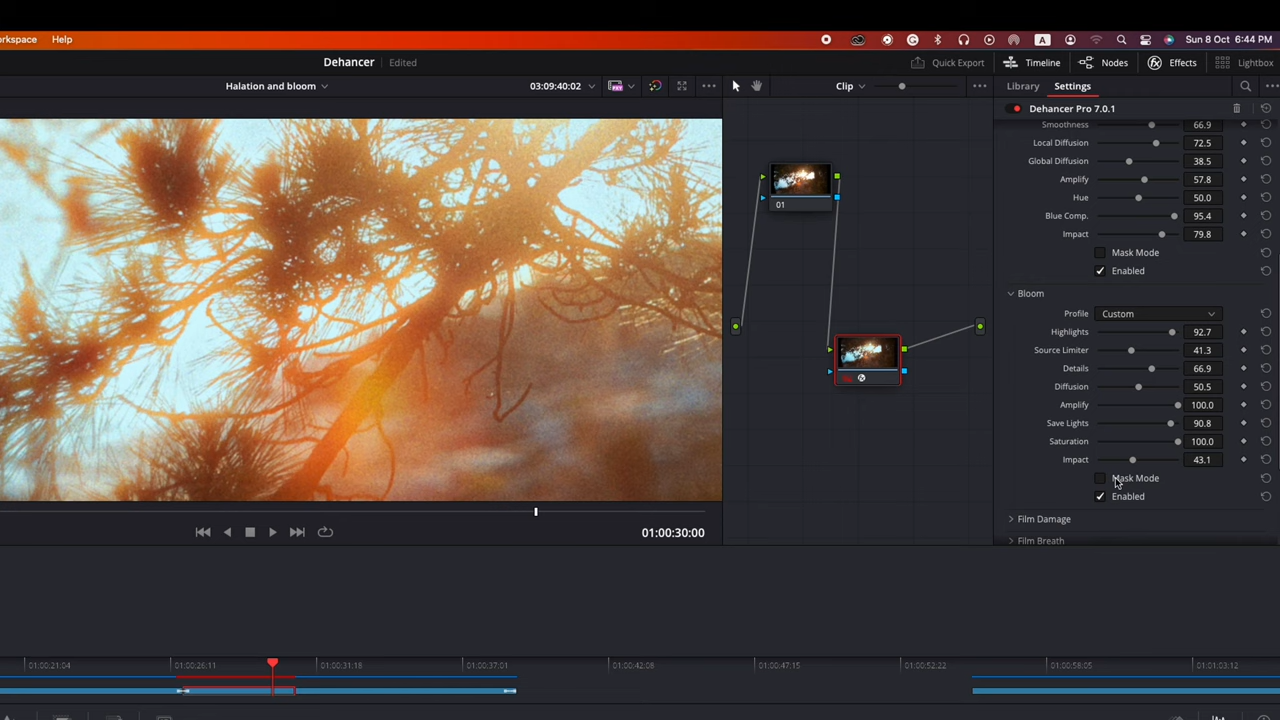 rkspace Help
A Sun 8 Oct 6:44 PM
Dehancer Edited
Quick Export Timeline Nodes Effects Lightbox
Halation and bloom 03:09:40:02 Clip Library Settings
Dehancer Pro 7.0.1
Smoothness 66.9
Local Diffusion 72.5
Global Diffusion 38.5
Amplify 57.8
Hue 50.0
Blue Comp. 95.4
Impact 79.8
Mask Mode
Enabled
Bloom
Profile Custom
Highlights 92.7
Source Limiter 41.3
Details 66.9
Diffusion 50.5
Amplify 100.0
Save Lights 90.8
Saturation 100.0
Impact 43.1
Mask Mode
Enabled
Film Damage
Film Breath
01
01:00:30:00
01:00:21:04 01:00:26:11 01:00:31:18 01:00:37:01 01:00:42:08 01:00:47:15 01:00:52:22 01:00:58:05 01:01:03:12